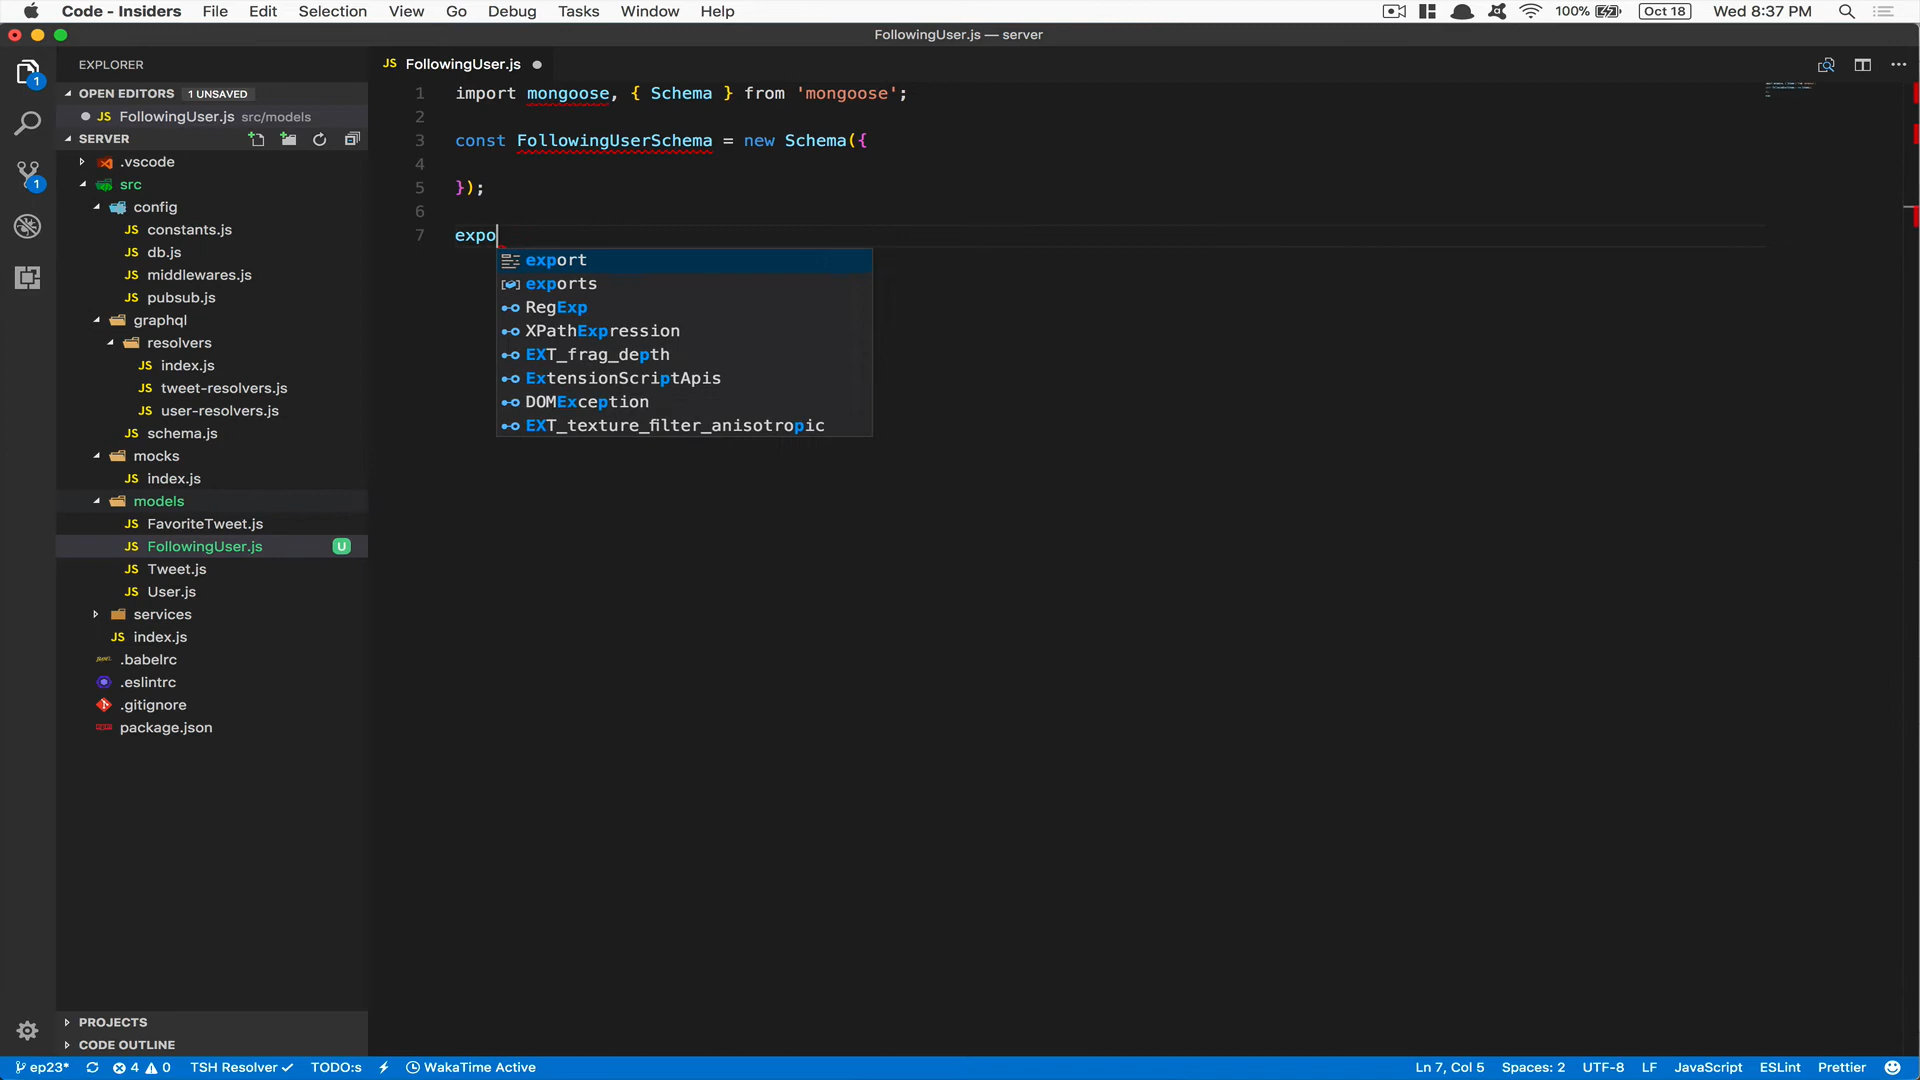 Code - Insiders File Edit Selection View Go Debug Tasks Window Help 100% Oct 18 Wed 8:37 PM
FollowingUser.js — server
EXPLORER
OPEN EDITORS 1 UNSAVED
JS FollowingUser.js src/models
SERVER
.vscode
src
config
JS constants.js
JS db.js
JS middlewares.js
JS pubsub.js
graphql
resolvers
JS index.js
JS tweet-resolvers.js
JS user-resolvers.js
JS schema.js
mocks
JS index.js
models
JS FavoriteTweet.js
JS FollowingUser.js U
JS Tweet.js
JS User.js
services
JS index.js
.babelrc
.eslintrc
.gitignore
package.json
PROJECTS
CODE OUTLINE
1
1
JS FollowingUser.js
1 import mongoose, { Schema } from 'mongoose';
2
3 const FollowingUserSchema = new Schema({
4
5 });
6
7 expo
export
exports
RegExp
XPathExpression
EXT_frag_depth
ExtensionScriptApis
DOMException
EXT_texture_filter_anisotropic
ep23* 4 0 TSH Resolver TODO:s WakaTime Active Ln 7, Col 5 Spaces: 2 UTF-8 LF JavaScript ESLint Prettier